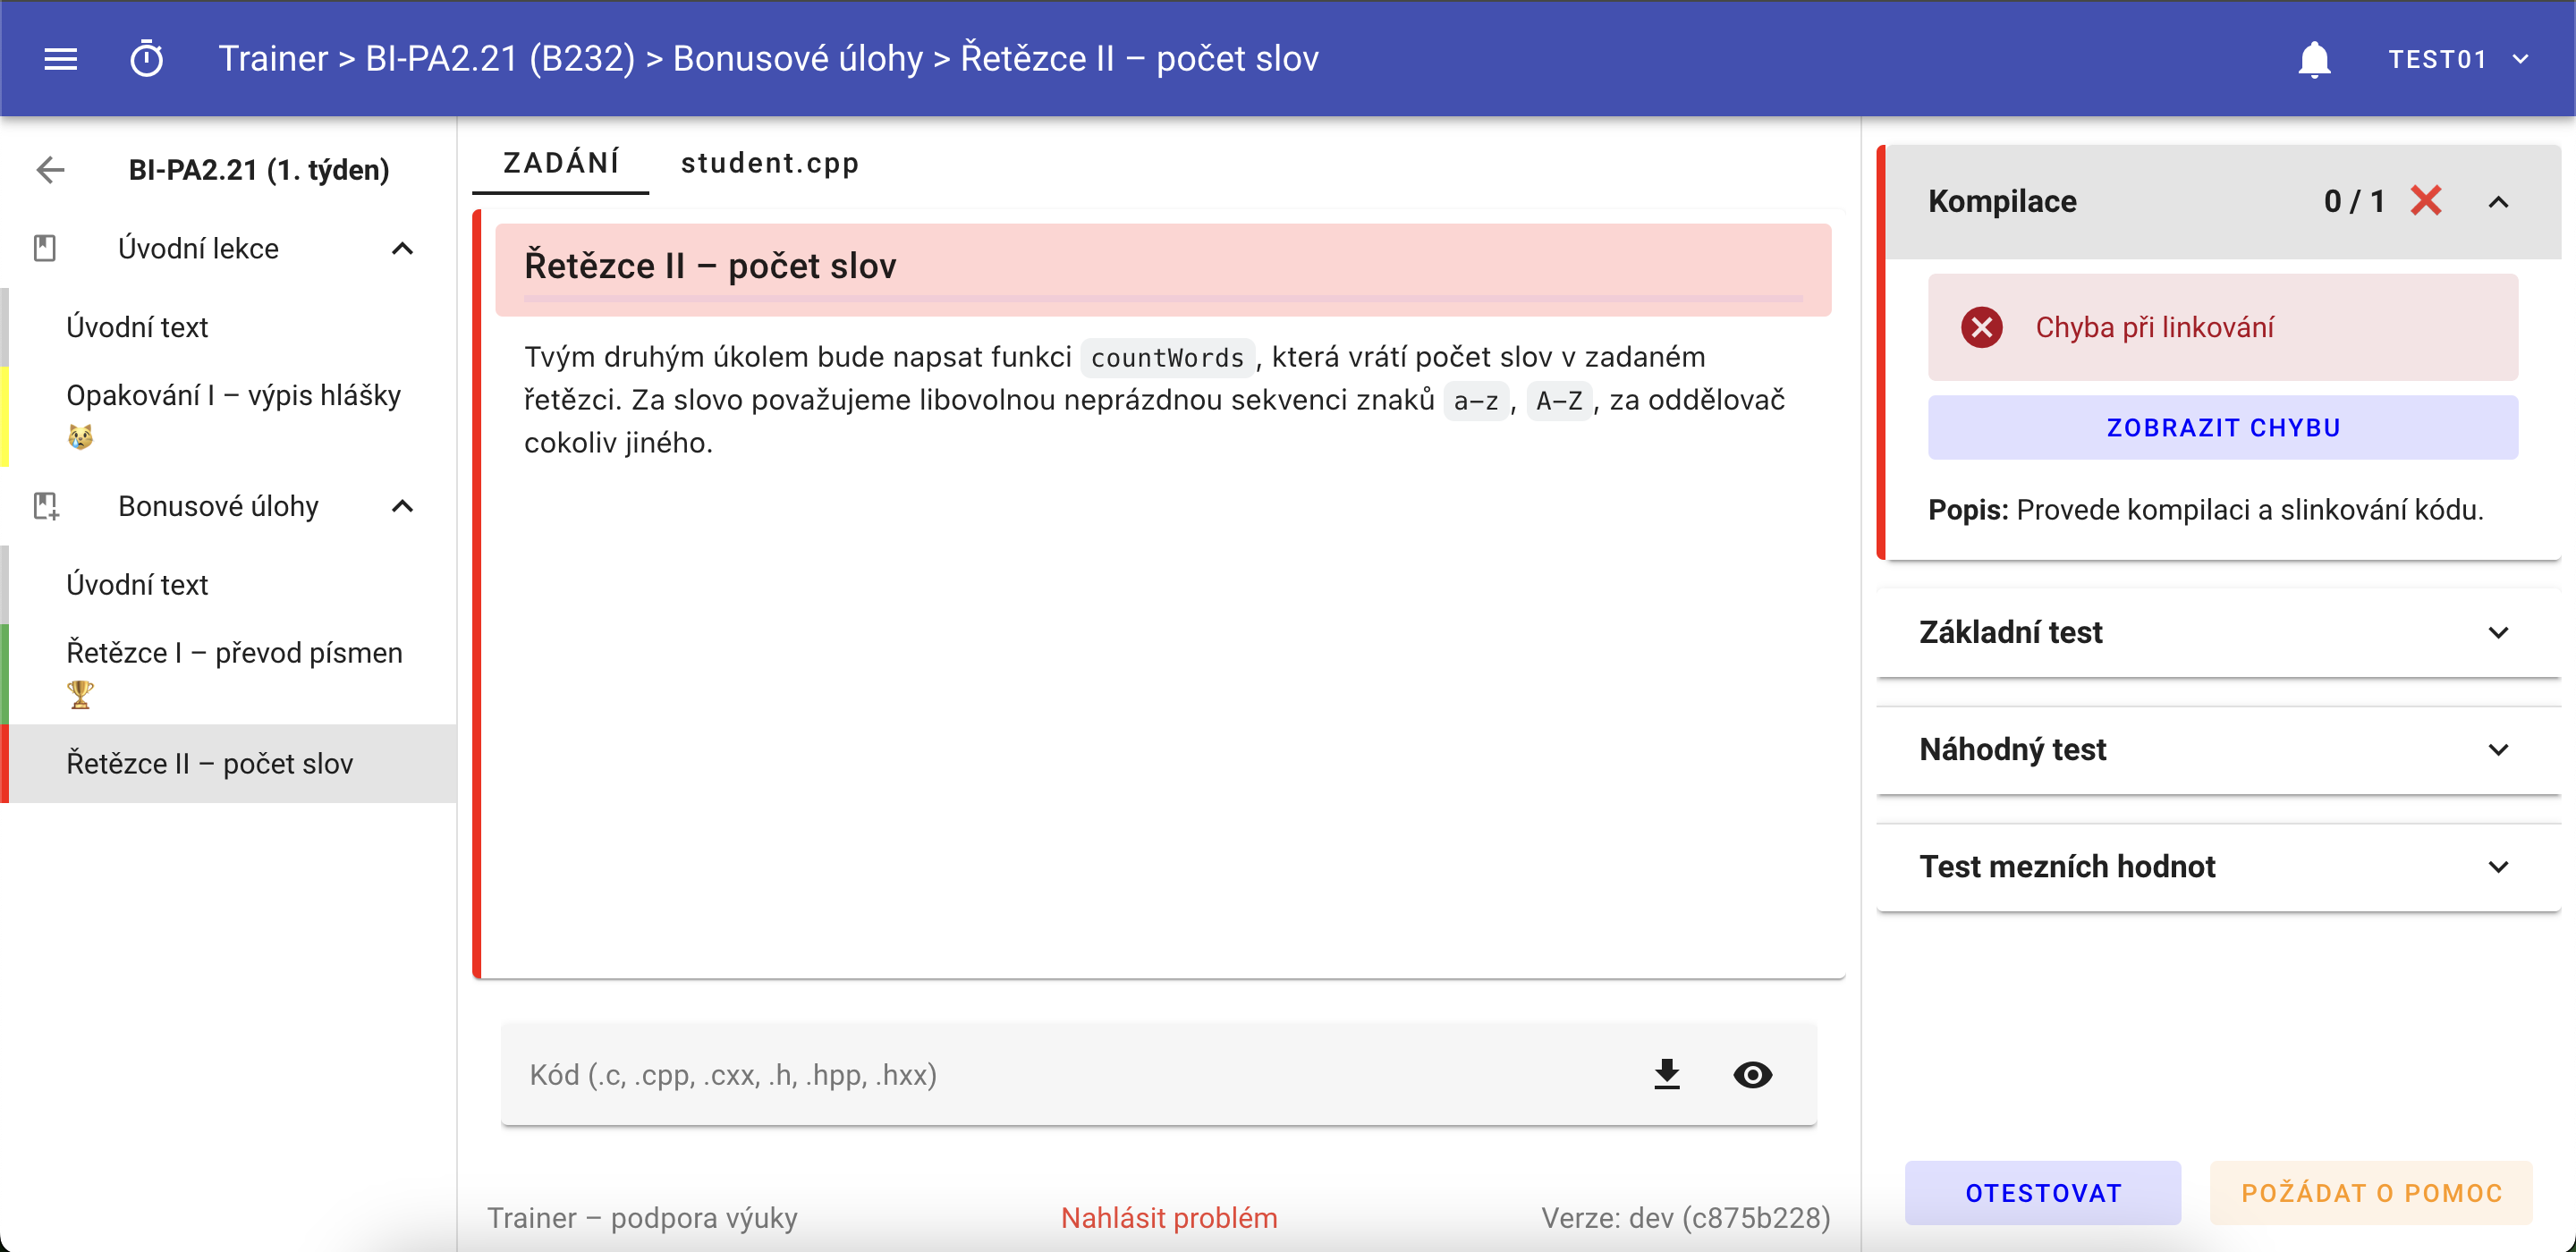 Trainer > BI-PA2.21 (B232) > Bonusové úlohy > Řetězce II – počet slov
TEST01
BI-PA2.21 (1. týden)
Úvodní lekce
Úvodní text
Opakování I – výpis hlášky
😿
Bonusové úlohy
Úvodní text
Řetězce I – převod písmen
🏆
Řetězce II – počet slov
ZADÁNÍ
student.cpp
Řetězce II – počet slov
Tvým druhým úkolem bude napsat funkci countWords, která vrátí počet slov v zadaném
řetězci. Za slovo považujeme libovolnou neprázdnou sekvenci znaků a-z, A-Z, za oddělovač
cokoliv jiného.
Kód (.c, .cpp, .cxx, .h, .hpp, .hxx)
Trainer – podpora výuky
Nahlásit problém
Verze: dev (c875b228)
Kompilace
0 / 1 ❌
Chyba při linkování
ZOBRAZIT CHYBU
Popis: Provede kompilaci a slinkování kódu.
Základní test
Náhodný test
Test mezních hodnot
OTESTOVAT
POŽÁDAT O POMOC